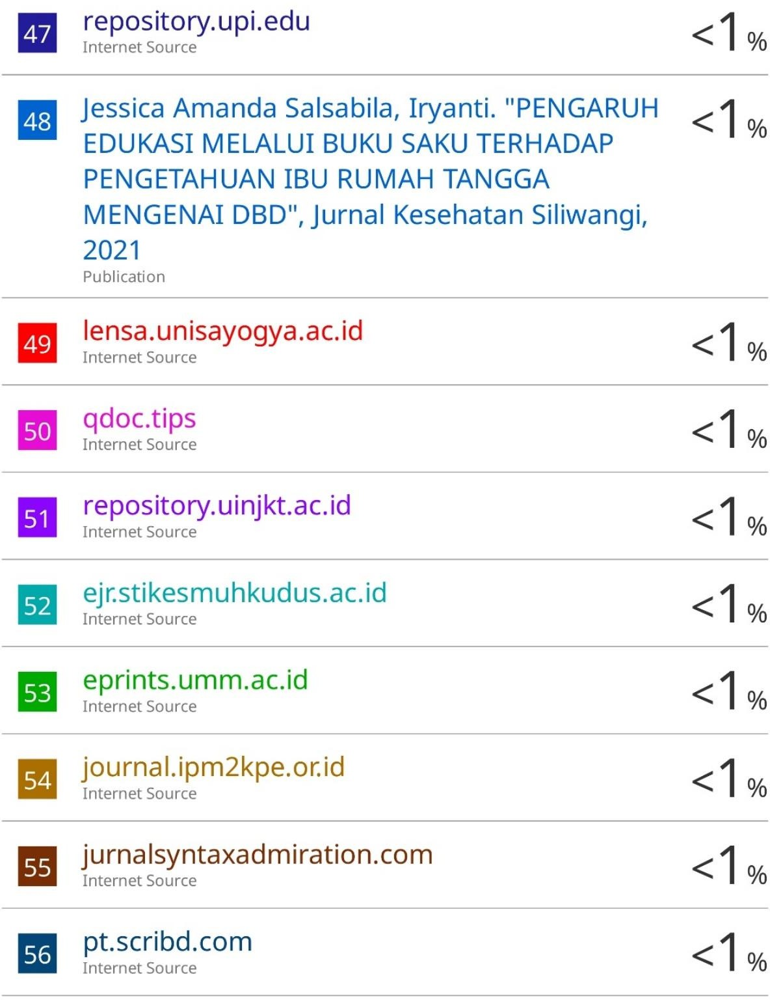 47
repository.upi.edu
Internet Source
<1%
48
Jessica Amanda Salsabila, Iryanti. "PENGARUH
EDUKASI MELALUI BUKU SAKU TERHADAP
PENGETAHUAN IBU RUMAH TANGGA
MENGENAI DBD", Jurnal Kesehatan Siliwangi,
2021
Publication
<1%
49
lensa.unisayogya.ac.id
Internet Source
<1%
50
qdoc.tips
Internet Source
<1%
51
repository.uinjkt.ac.id
Internet Source
<1%
52
ejr.stikesmuhkudus.ac.id
Internet Source
<1%
53
eprints.umm.ac.id
Internet Source
<1%
54
journal.ipm2kpe.or.id
Internet Source
<1%
55
jurnalsyntaxadmiration.com
Internet Source
<1%
56
pt.scribd.com
Internet Source
<1%